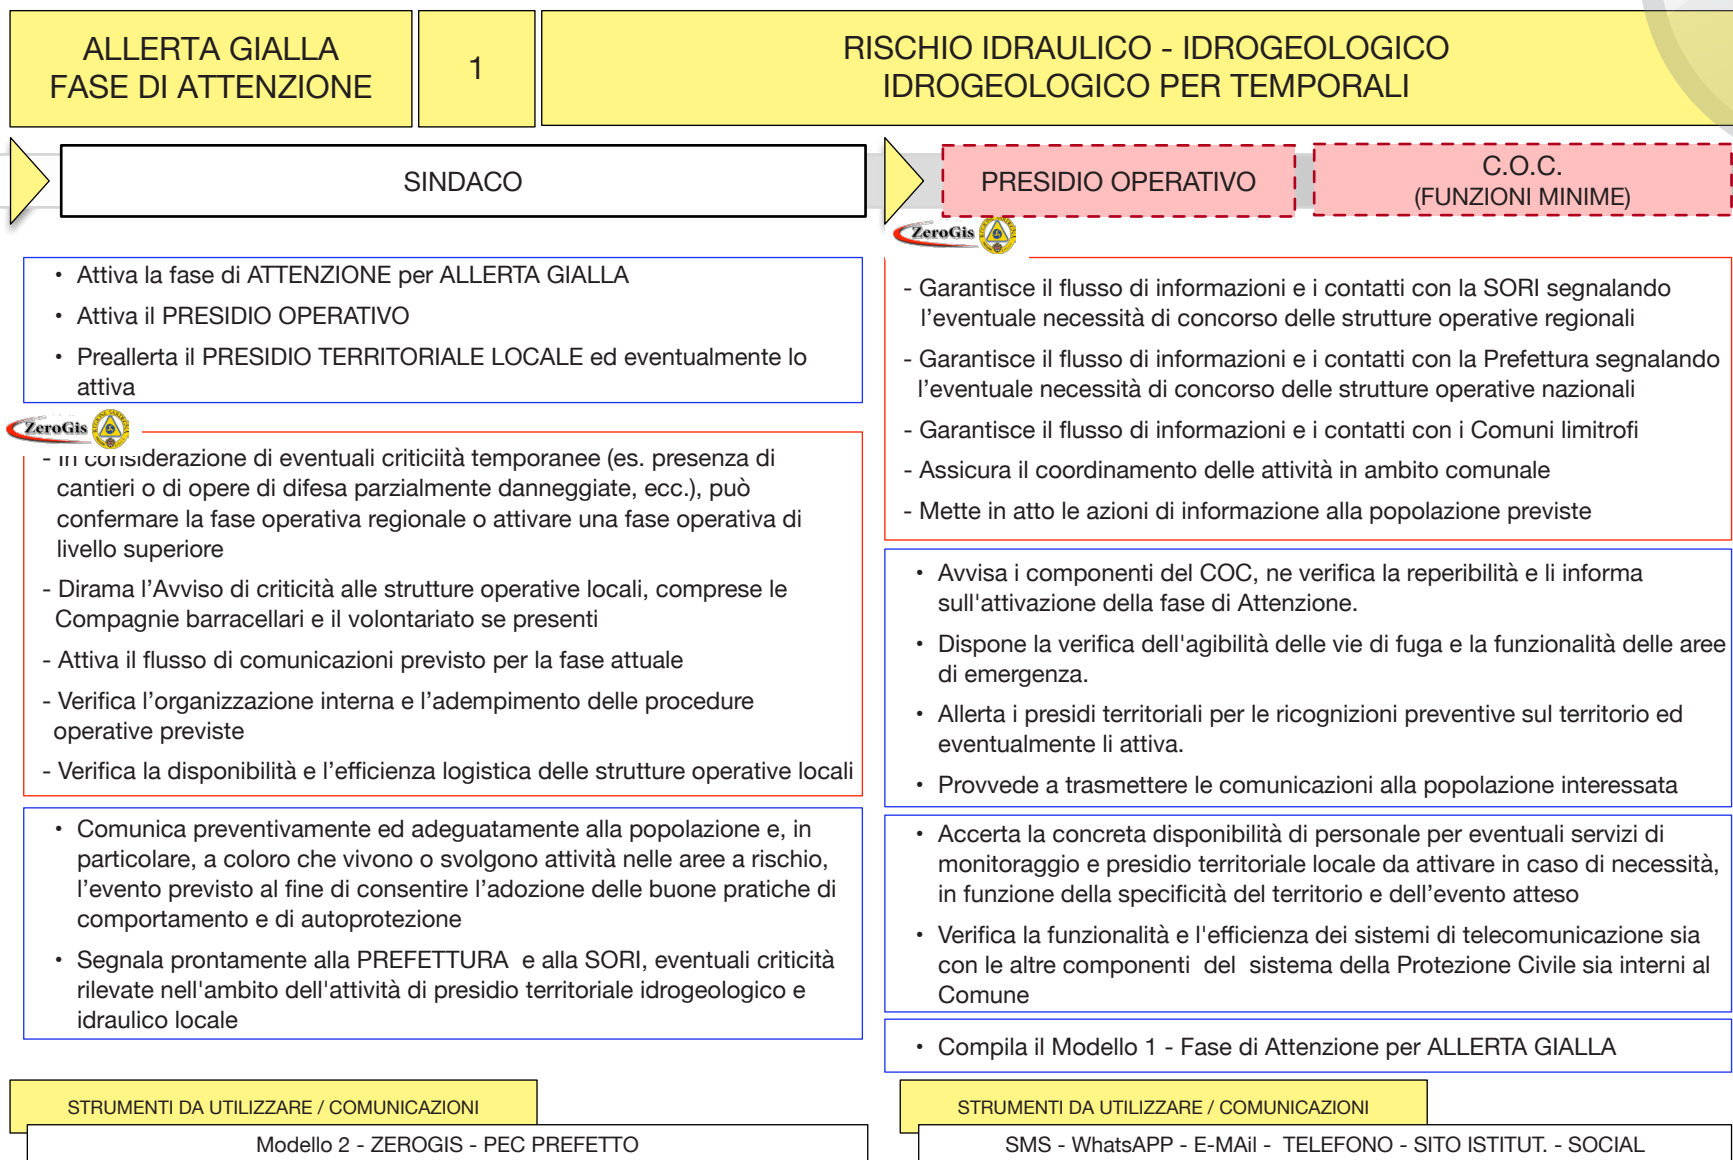 ALLERTA GIALLA
FASE DI ATTENZIONE
1
RISCHIO IDRAULICO - IDROGEOLOGICO
IDROGEOLOGICO PER TEMPORALI
SINDACO
• Attiva la fase di ATTENZIONE per ALLERTA GIALLA
• Attiva il PRESIDIO OPERATIVO
• Preallerta il PRESIDIO TERRITORIALE LOCALE ed eventualmente lo
attiva
ZeroGis
- In considerazione di eventuali criticiità temporanee (es. presenza di
cantieri o di opere di difesa parzialmente danneggiate, ecc.), può
confermare la fase operativa regionale o attivare una fase operativa di
livello superiore
- Dirama l’Avviso di criticità alle strutture operative locali, comprese le
Compagnie barracellari e il volontariato se presenti
- Attiva il flusso di comunicazioni previsto per la fase attuale
- Verifica l’organizzazione interna e l’adempimento delle procedure
operative previste
- Verifica la disponibilità e l’efficienza logistica delle strutture operative locali
• Comunica preventivamente ed adeguatamente alla popolazione e, in
particolare, a coloro che vivono o svolgono attività nelle aree a rischio,
l’evento previsto al fine di consentire l’adozione delle buone pratiche di
comportamento e di autoprotezione
• Segnala prontamente alla PREFETTURA  e alla SORI, eventuali criticità
rilevate nell'ambito dell'attività di presidio territoriale idrogeologico e
idraulico locale
STRUMENTI DA UTILIZZARE / COMUNICAZIONI
Modello 2 - ZEROGIS - PEC PREFETTO
PRESIDIO OPERATIVO
C.O.C.
(FUNZIONI MINIME)
ZeroGis
- Garantisce il flusso di informazioni e i contatti con la SORI segnalando
l’eventuale necessità di concorso delle strutture operative regionali
- Garantisce il flusso di informazioni e i contatti con la Prefettura segnalando
l’eventuale necessità di concorso delle strutture operative nazionali
- Garantisce il flusso di informazioni e i contatti con i Comuni limitrofi
- Assicura il coordinamento delle attività in ambito comunale
- Mette in atto le azioni di informazione alla popolazione previste
• Avvisa i componenti del COC, ne verifica la reperibilità e li informa
sull'attivazione della fase di Attenzione.
• Dispone la verifica dell'agibilità delle vie di fuga e la funzionalità delle aree
di emergenza.
• Allerta i presidi territoriali per le ricognizioni preventive sul territorio ed
eventualmente li attiva.
• Provvede a trasmettere le comunicazioni alla popolazione interessata
• Accerta la concreta disponibilità di personale per eventuali servizi di
monitoraggio e presidio territoriale locale da attivare in caso di necessità,
in funzione della specificità del territorio e dell’evento atteso
• Verifica la funzionalità e l'efficienza dei sistemi di telecomunicazione sia
con le altre componenti  del  sistema della Protezione Civile sia interni al
Comune
• Compila il Modello 1 - Fase di Attenzione per ALLERTA GIALLA
STRUMENTI DA UTILIZZARE / COMUNICAZIONI
SMS - WhatsAPP - E-MAil -  TELEFONO - SITO ISTITUT. - SOCIAL